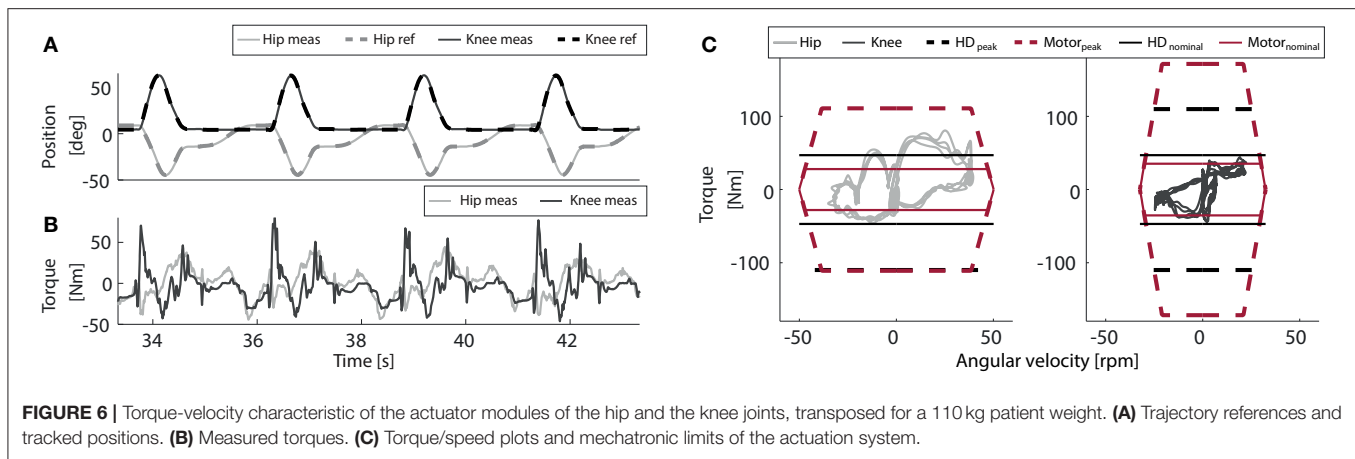 A
Hip meas Hip ref Knee meas Knee ref
Position
[deg]
50
0
-50
Hip meas Knee meas
B
Torque
[Nm]
50
0
-50
34 36 38 40 42
Time [s]
C
Hip Knee HDpeak Motorpeak HDnominal Motornominal
Torque
[Nm]
100
0
-100
100
0
-100
-50 0 50 -50 0 50
Angular velocity [rpm]
FIGURE 6 | Torque-velocity characteristic of the actuator modules of the hip and the knee joints, transposed for a 110 kg patient weight. (A) Trajectory references and
tracked positions. (B) Measured torques. (C) Torque/speed plots and mechatronic limits of the actuation system.